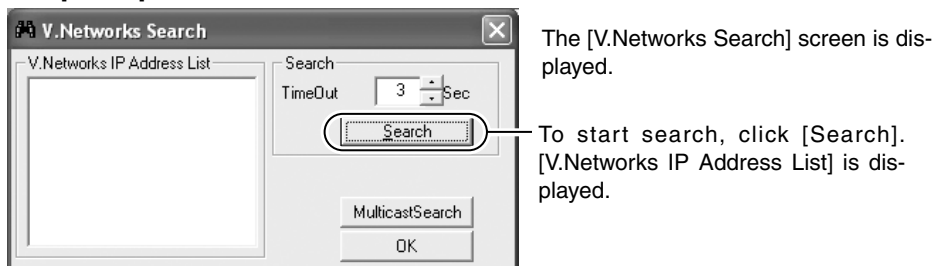 V.Networks Search
V.Networks IP Address List
Search
TimeOut 3 Sec
Search
MulticastSearch
OK
The [V.Networks Search] screen is dis-
played.
To start search, click [Search].
[V.Networks IP Address List] is dis-
played.